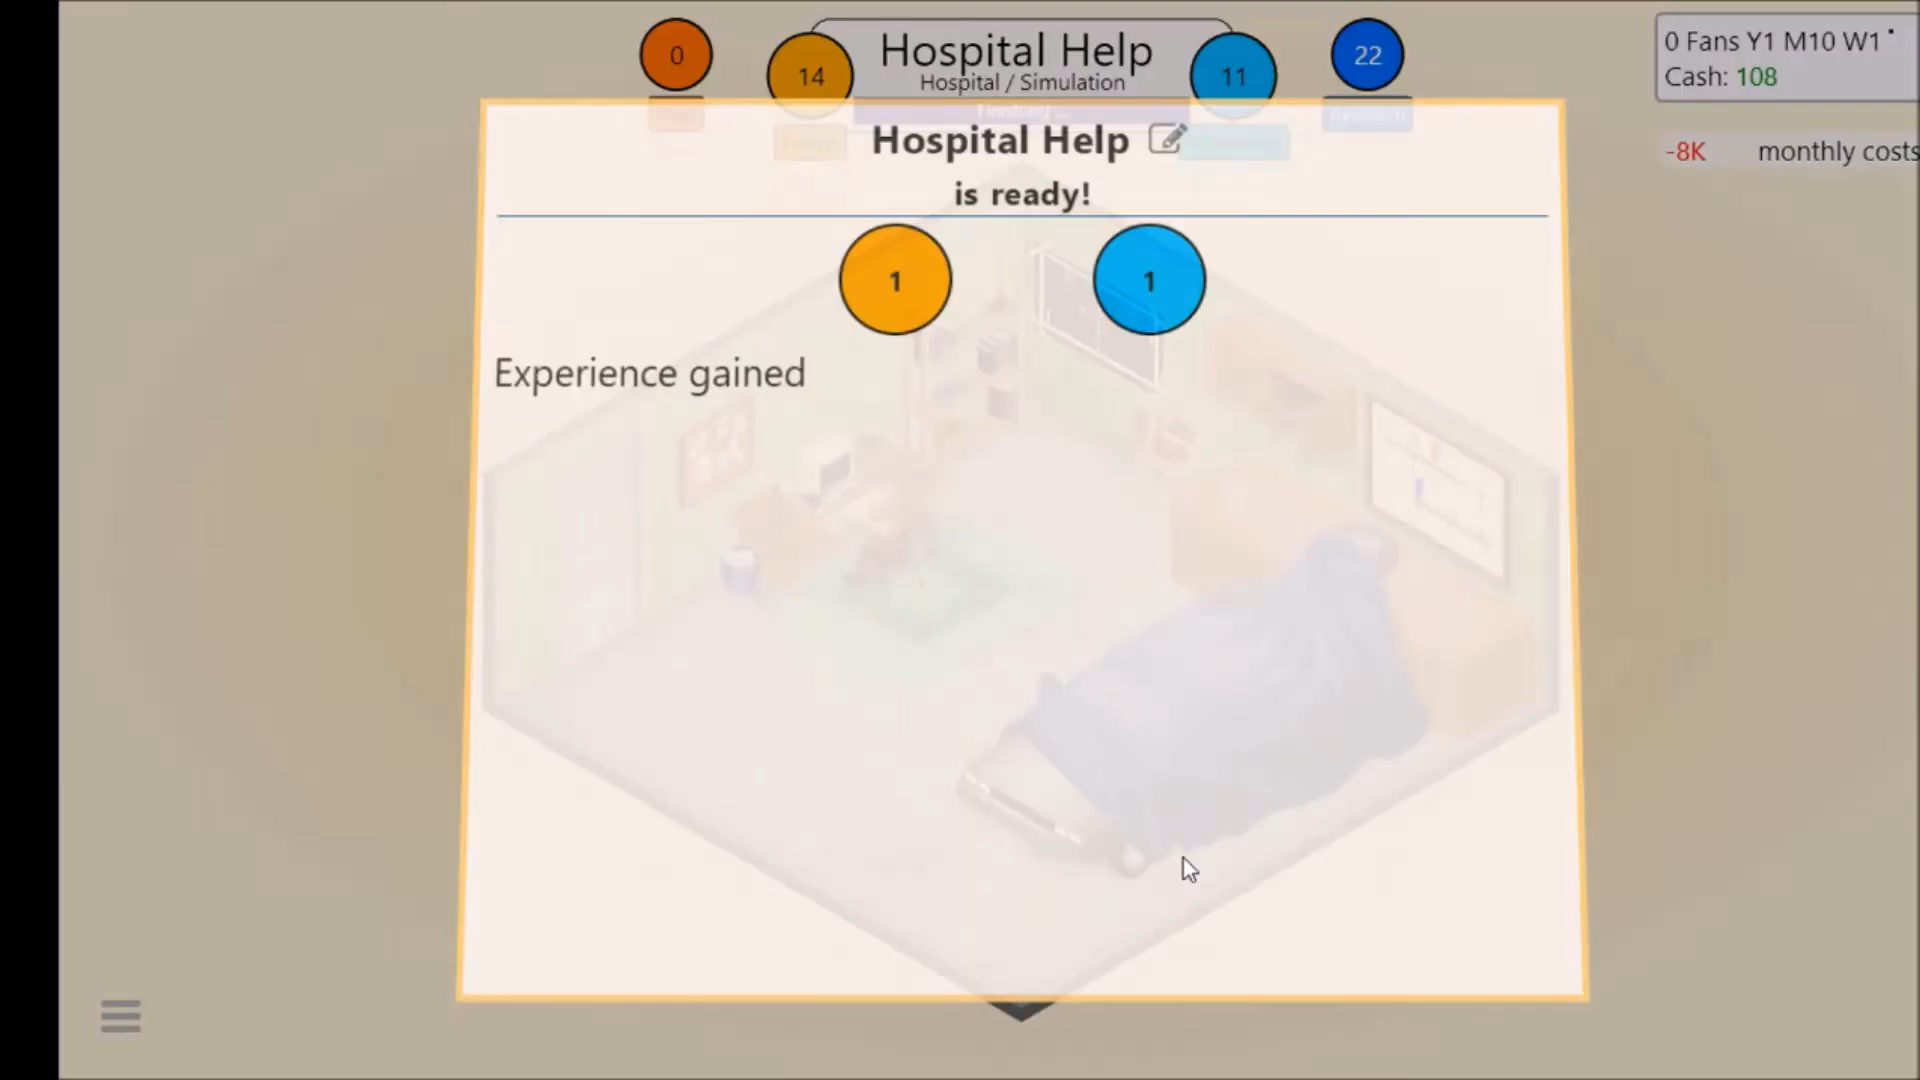 0
14
Hospital Help
Hospital / Simulation
11
22
0 Fans Y1 M10 W1
Cash: 108
-8K monthly costs
Hospital Help
is ready!
1
1
Experience gained